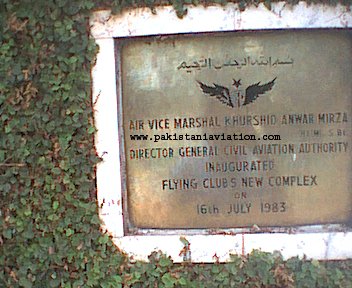 بسم الله الرحمن الرحيم
AIR VICE MARSHAL KHURSHID ANWAR MIRZA
www.pakistaniaviation.com
DIRECTOR GENERAL CIVIL AVIATION AUTHORITY
INAUGURATED
FLYING CLUBS NEW COMPLEX
ON
16th JULY 1983